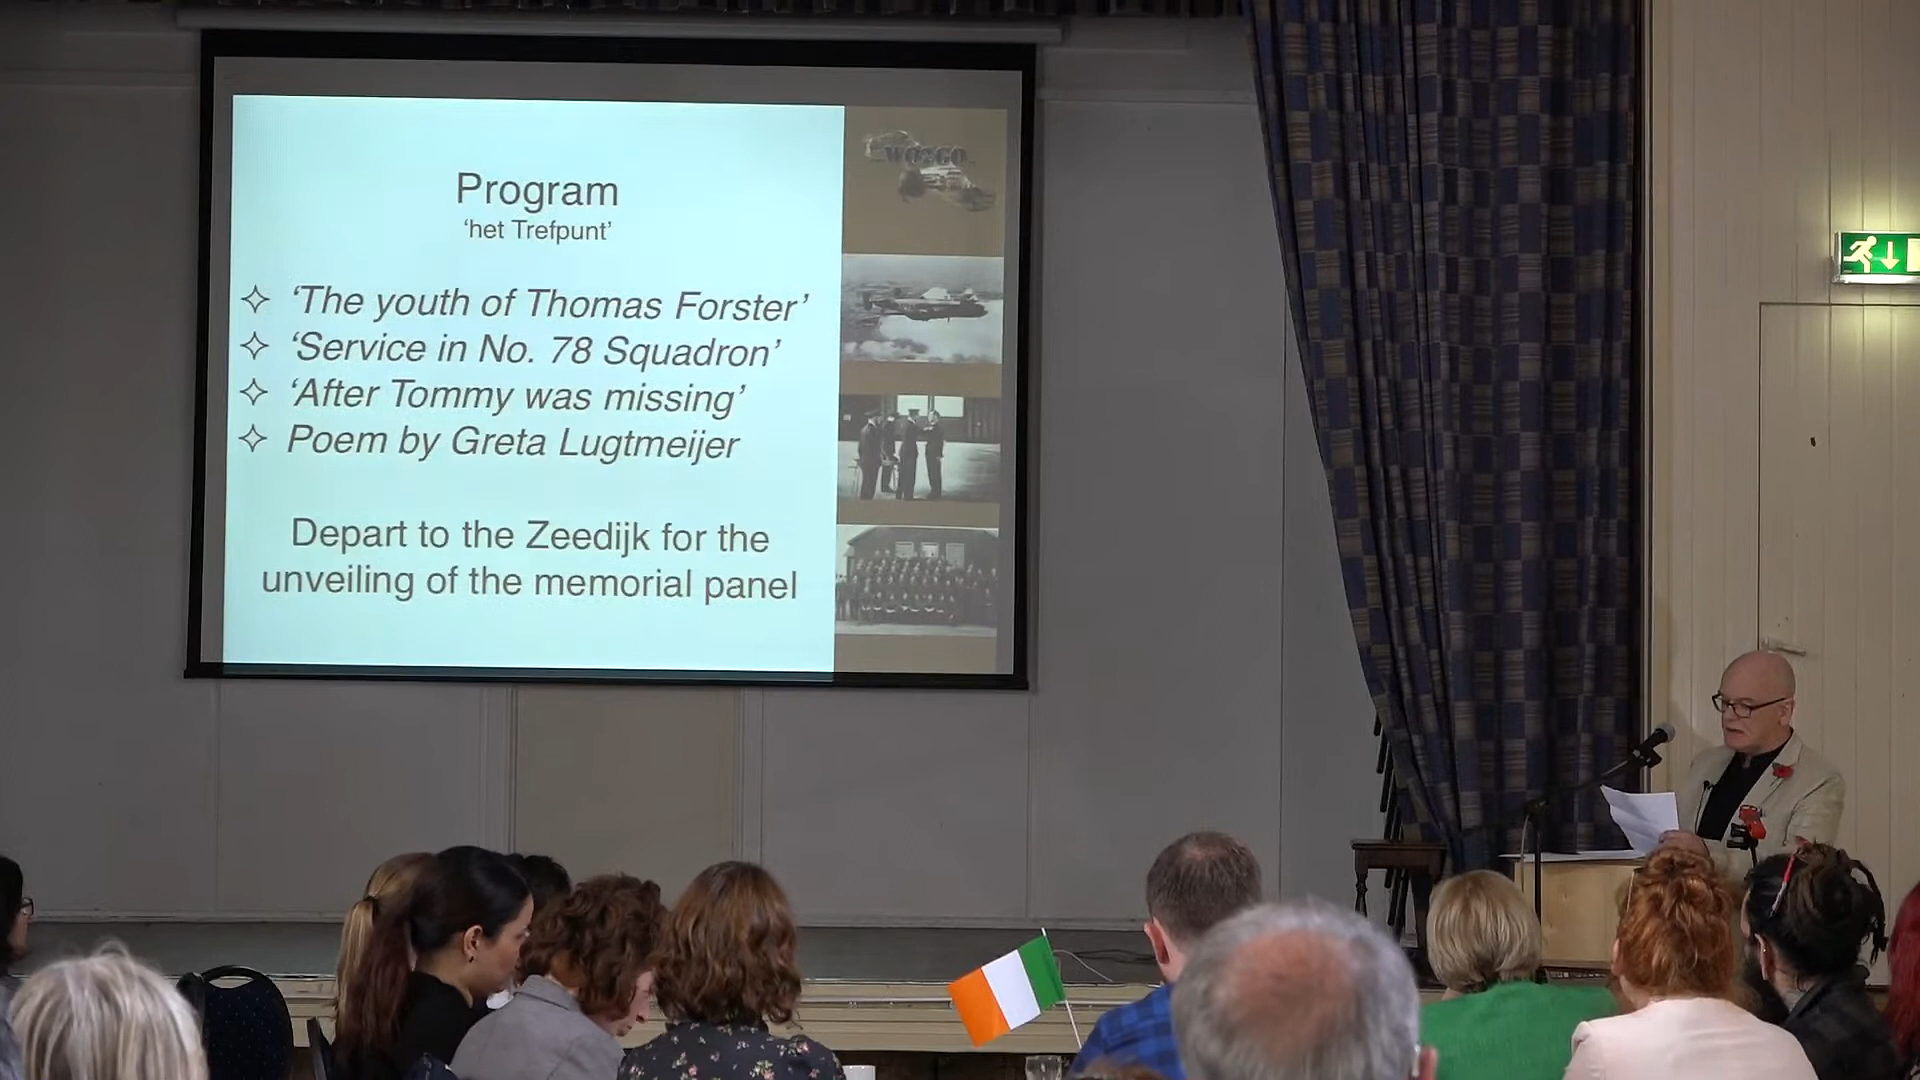 Program
‘het Trefpunt’
‘The youth of Thomas Forster’
‘Service in No. 78 Squadron’
‘After Tommy was missing’
Poem by Greta Lugtmeijer
Depart to the Zeedijk for the
unveiling of the memorial panel
WO2GO